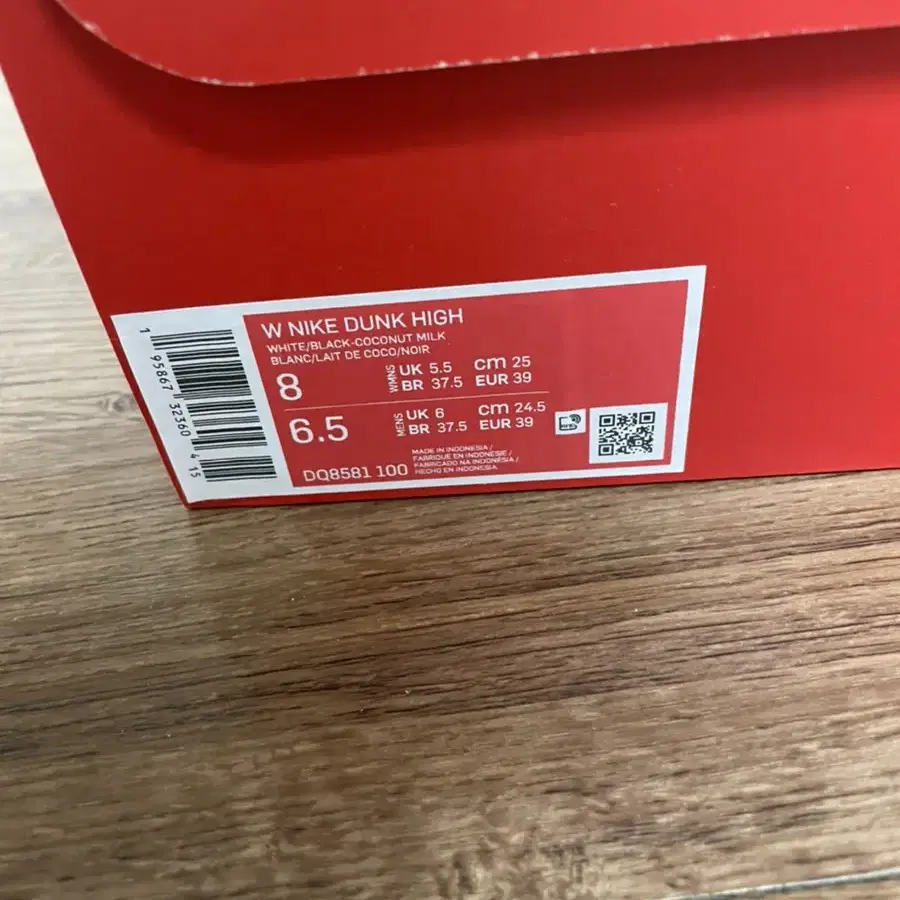 W NIKE DUNK HIGH
WHITE/BLACK-COCONUT MILK
BLANC/LAIT DE COCO/NOIR
8 WMNS UK 5.5 cm 25
BR 37.5 EUR 39
6.5 MENS UK 6 cm 24.5
BR 37.5 EUR 39
DQ8581 100
MADE IN INDONESIA /
FABRIQUE EN INDONESIE /
FABRICADO NA INDONÉSIA /
HECHO EN INDONESIA
1 95867 32360 4 15